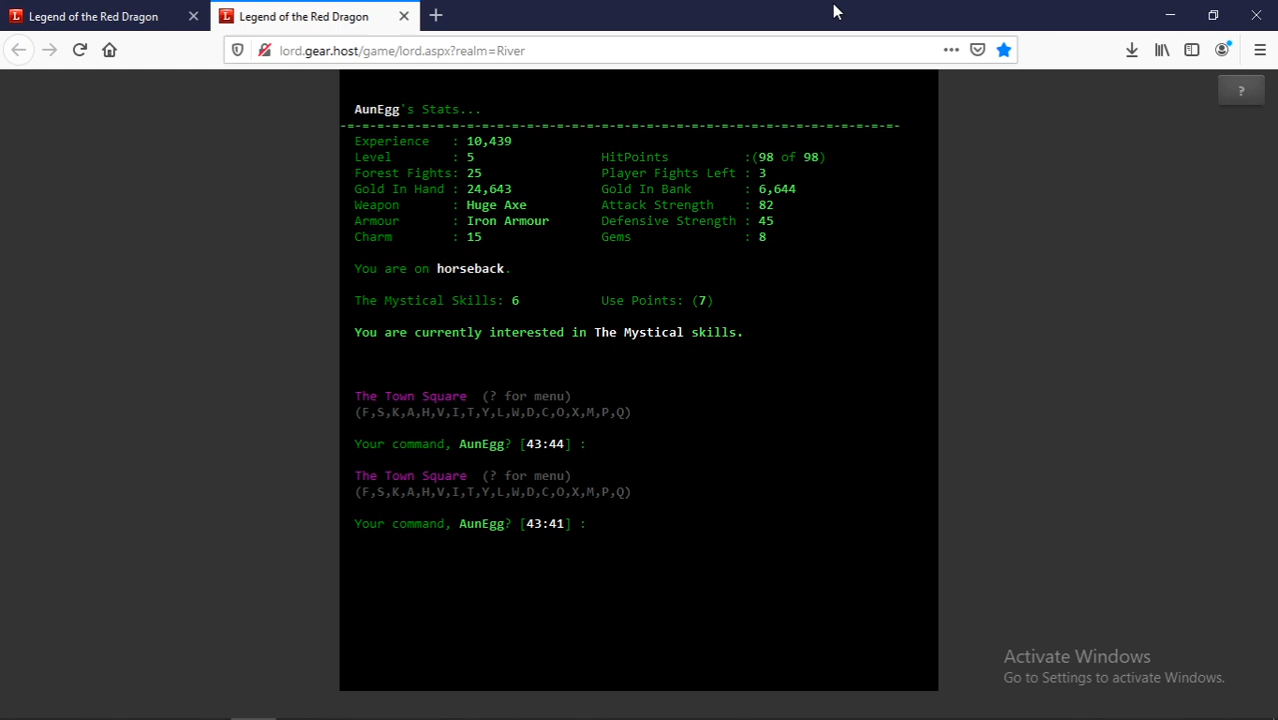 Legend of the Red Dragon
Legend of the Red Dragon
lord.gear.host/game/lord.aspx?realm=River
?
AunEgg's Stats...
-=-=-=-=-=-=-=-=-=-=-=-=-=-=-=-=-=-=-=-=-=-=-=-=-=-=-=-=-=-=-=-=-=-=-=-=-=-
Experience : 10,439
Level : 5 HitPoints :(98 of 98)
Forest Fights: 25 Player Fights Left : 3
Gold In Hand : 24,643 Gold In Bank : 6,644
Weapon : Huge Axe Attack Strength : 82
Armour : Iron Armour Defensive Strength : 45
Charm : 15 Gems : 8
You are on horseback.
The Mystical Skills: 6 Use Points: (7)
You are currently interested in The Mystical skills.
The Town Square (? for menu)
(F,S,K,A,H,V,I,T,Y,L,W,D,C,O,X,M,P,Q)
Your command, AunEgg? [43:44] :
The Town Square (? for menu)
(F,S,K,A,H,V,I,T,Y,L,W,D,C,O,X,M,P,Q)
Your command, AunEgg? [43:41] :
Activate Windows
Go to Settings to activate Windows.